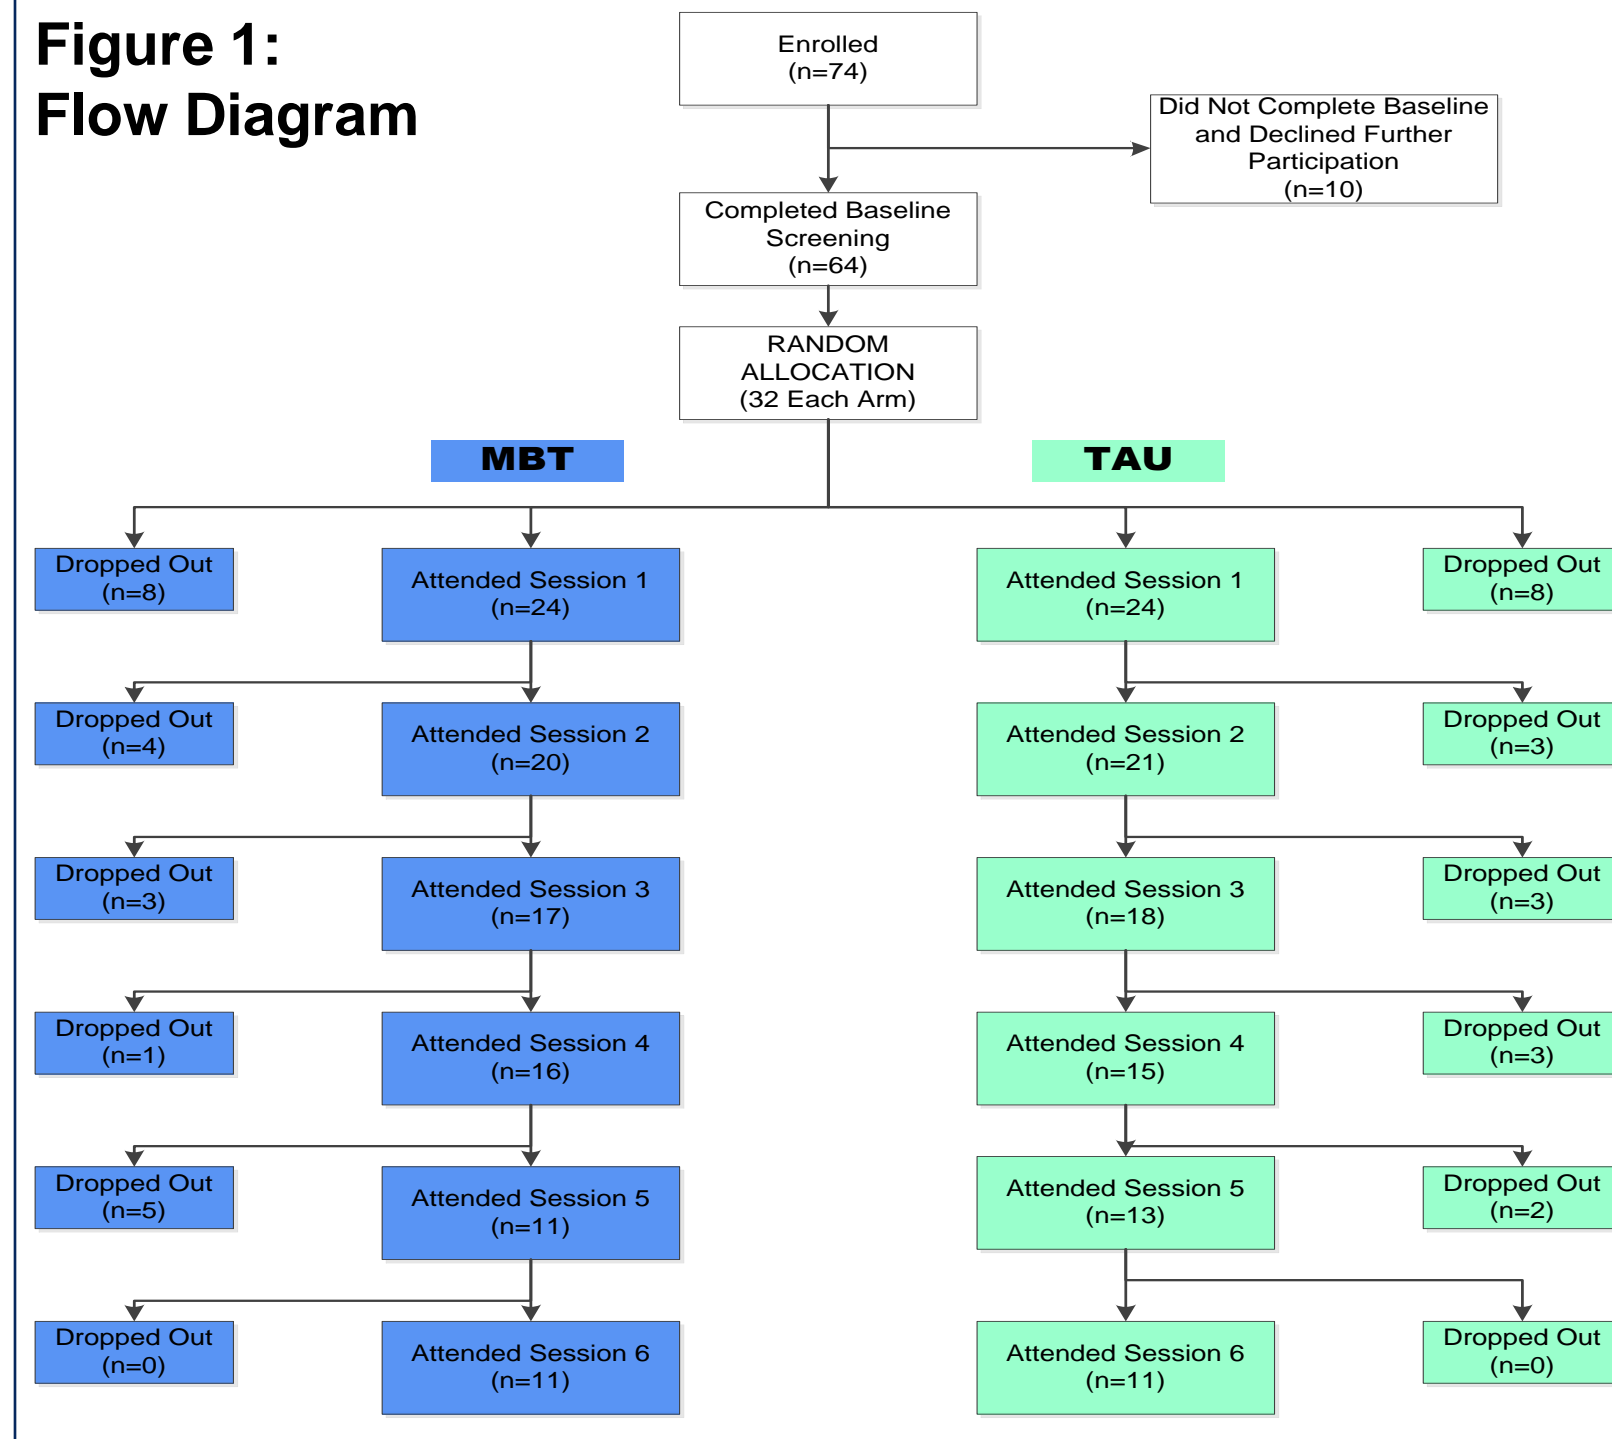 Figure 1:
Flow Diagram
Enrolled
(n=74)
Did Not Complete Baseline
and Declined Further
Participation
(n=10)
Completed Baseline
Screening
(n=64)
RANDOM
ALLOCATION
(32 Each Arm)
MBT
TAU
Dropped Out
(n=8)
Attended Session 1
(n=24)
Attended Session 1
(n=24)
Dropped Out
(n=8)
Dropped Out
(n=4)
Attended Session 2
(n=20)
Attended Session 2
(n=21)
Dropped Out
(n=3)
Dropped Out
(n=3)
Attended Session 3
(n=17)
Attended Session 3
(n=18)
Dropped Out
(n=3)
Dropped Out
(n=1)
Attended Session 4
(n=16)
Attended Session 4
(n=15)
Dropped Out
(n=3)
Dropped Out
(n=5)
Attended Session 5
(n=11)
Attended Session 5
(n=13)
Dropped Out
(n=2)
Dropped Out
(n=0)
Attended Session 6
(n=11)
Attended Session 6
(n=11)
Dropped Out
(n=0)